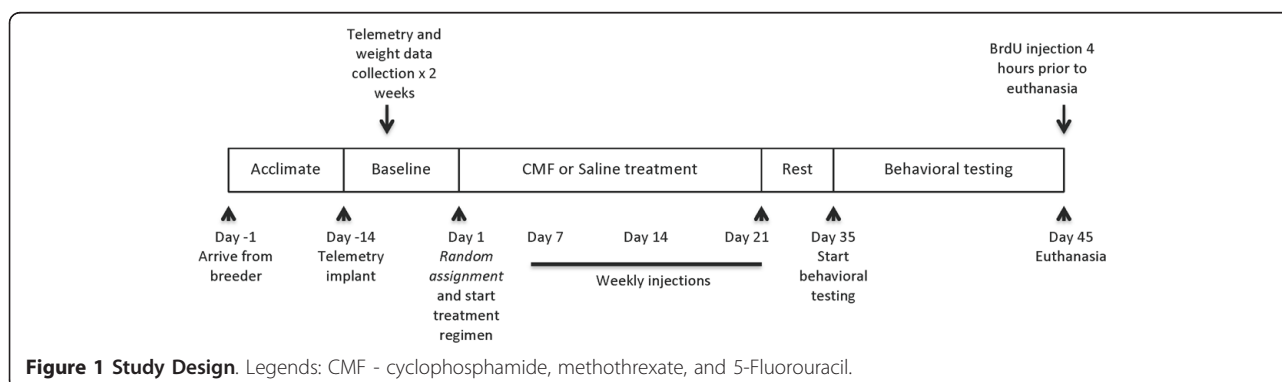 Telemetry and
weight data
collection x 2
weeks
BrdU injection 4
hours prior to
euthanasia
Acclimate
Baseline
CMF or Saline treatment
Rest
Behavioral testing
Day -1
Arrive from
breeder
Day -14
Telemetry
implant
Day 1
Random
assignment
and start
treatment
regimen
Day 7
Day 14
Day 21
Weekly injections
Day 35
Start
behavioral
testing
Day 45
Euthanasia
Figure 1 Study Design. Legends: CMF - cyclophosphamide, methothrexate, and 5-Fluorouracil.